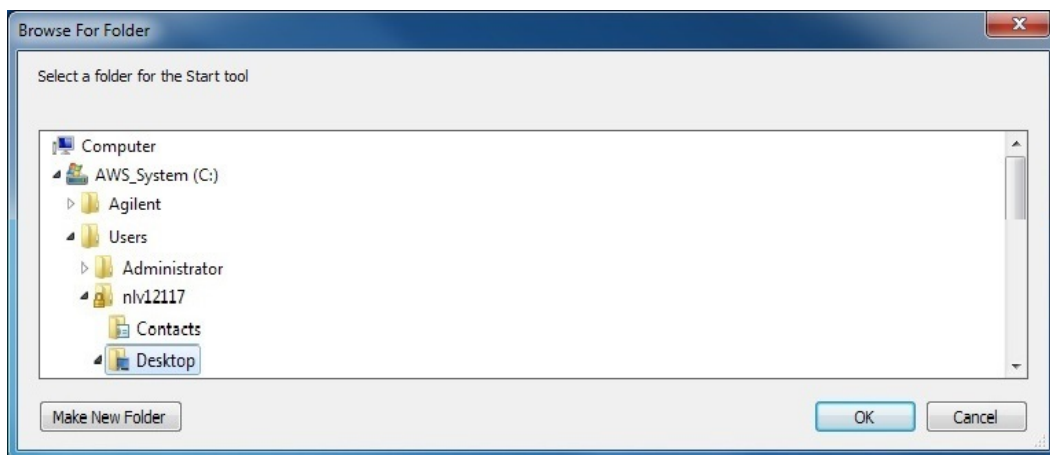 Browse For Folder
Select a folder for the Start tool
Computer
AWS_System (C:)
Agilent
Users
Administrator
nlv12117
Contacts
Desktop
Make New Folder
OK
Cancel